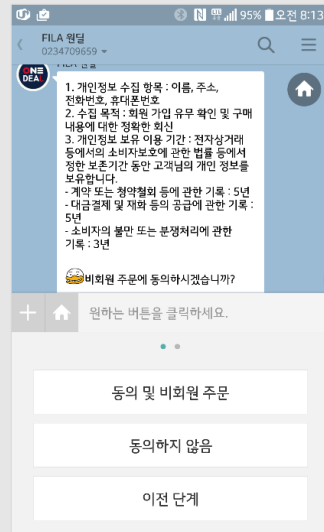 95% 오전 8:13
FILA 원딜
0234709659
FILA 원딜
ONE
DEAL
1. 개인정보 수집 항목 : 이름, 주소,
전화번호, 휴대폰번호
2. 수집 목적 : 회원 가입 유무 확인 및 구매
내용에 대한 정확한 회신
3. 개인정보 보유 이용 기간 : 전자상거래
등에서의 소비자보호에 관한 법률 등에서
정한 보존기간 동안 고객님의 개인 정보를
보유합니다.
- 계약 또는 청약철회 등에 관한 기록 : 5년
- 대금결제 및 재화 등의 공급에 관한 기록 :
5년
- 소비자의 불만 또는 분쟁처리에 관한
기록 : 3년
비회원 주문에 동의하시겠습니까?
원하는 버튼을 클릭하세요.
동의 및 비회원 주문
동의하지 않음
이전 단계